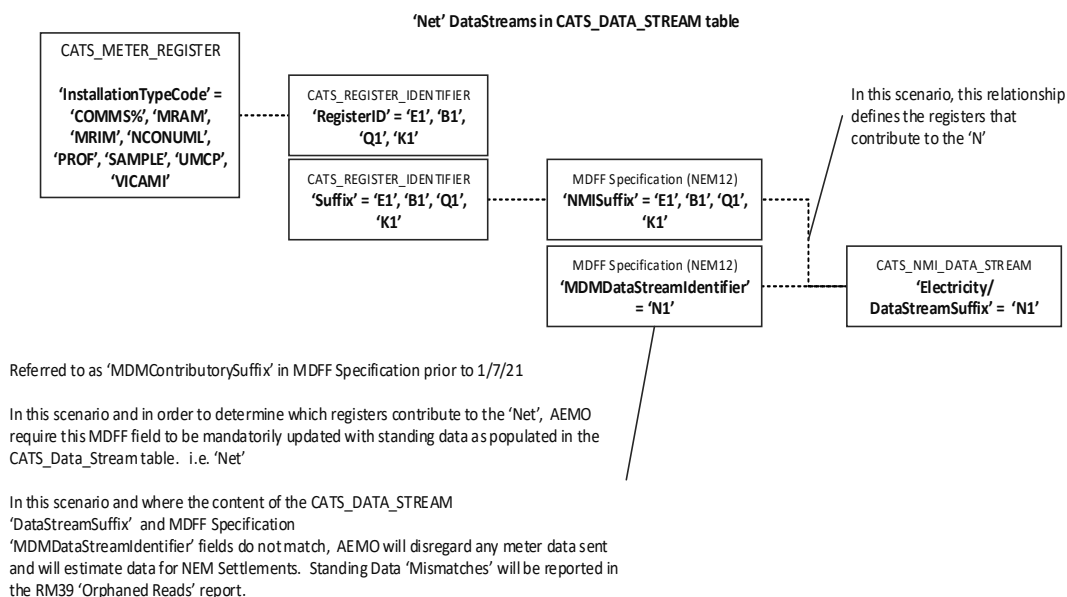 ‘Net’ DataStreams in CATS_DATA_STREAM table
CATS_METER_REGISTER
‘InstallationTypeCode’ =
‘COMMS%’, ‘MRAM’,
‘MRIM’, ‘NCONUML’,
‘PROF’, ‘SAMPLE’, ‘UMCP’,
‘VICAMI’
CATS_REGISTER_IDENTIFIER
‘RegisterID’ = ‘E1’, ‘B1’,
‘Q1’, ‘K1’
CATS_REGISTER_IDENTIFIER
‘Suffix’ = ‘E1’, ‘B1’, ‘Q1’,
‘K1’
MDFF Specification (NEM12)
‘NMISuffix’ = ‘E1’, ‘B1’, ‘Q1’,
‘K1’
MDFF Specification (NEM12)
‘MDMDataStreamIdentifier’
= ‘N1’
In this scenario, this relationship
defines the registers that
contribute to the ‘N’
CATS_NMI_DATA_STREAM
‘Electricity/
DataStreamSuffix’ = ‘N1’
Referred to as ‘MDMContributorySuffix’ in MDFF Specification prior to 1/7/21
In this scenario and in order to determine which registers contribute to the ‘Net’, AEMO
require this MDFF field to be mandatorily updated with standing data as populated in the
CATS_Data_Stream table. i.e. ‘Net’
In this scenario and where the content of the CATS_DATA_STREAM
‘DataStreamSuffix’ and MDFF Specification
‘MDMDataStreamIdentifier’ fields do not match, AEMO will disregard any meter data sent
and will estimate data for NEM Settlements. Standing Data ‘Mismatches’ will be reported in
the RM39 ‘Orphaned Reads’ report.